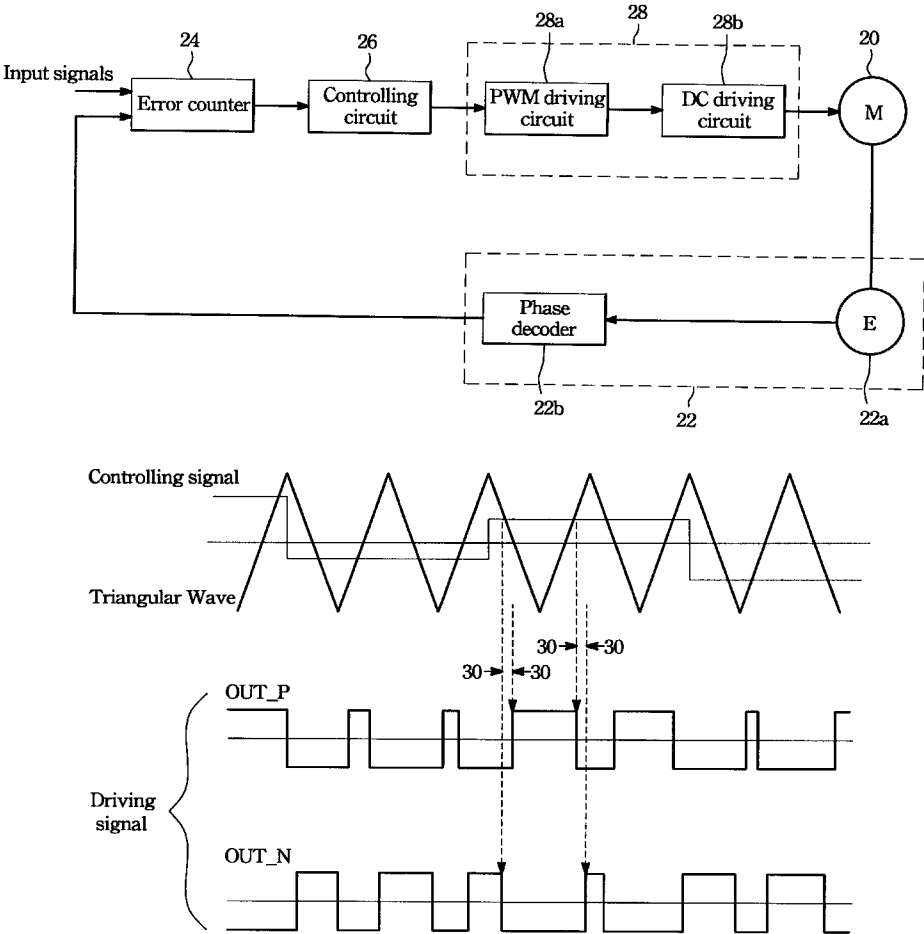 24
26
28a
28
28b
20
Input signals
Error counter
Controlling
circuit
PWM driving
circuit
DC driving
circuit
M
Phase
decoder
E
22b
22
22a
Controlling signal
Triangular Wave
30
30
30
30
OUT_P
Driving
signal
OUT_N